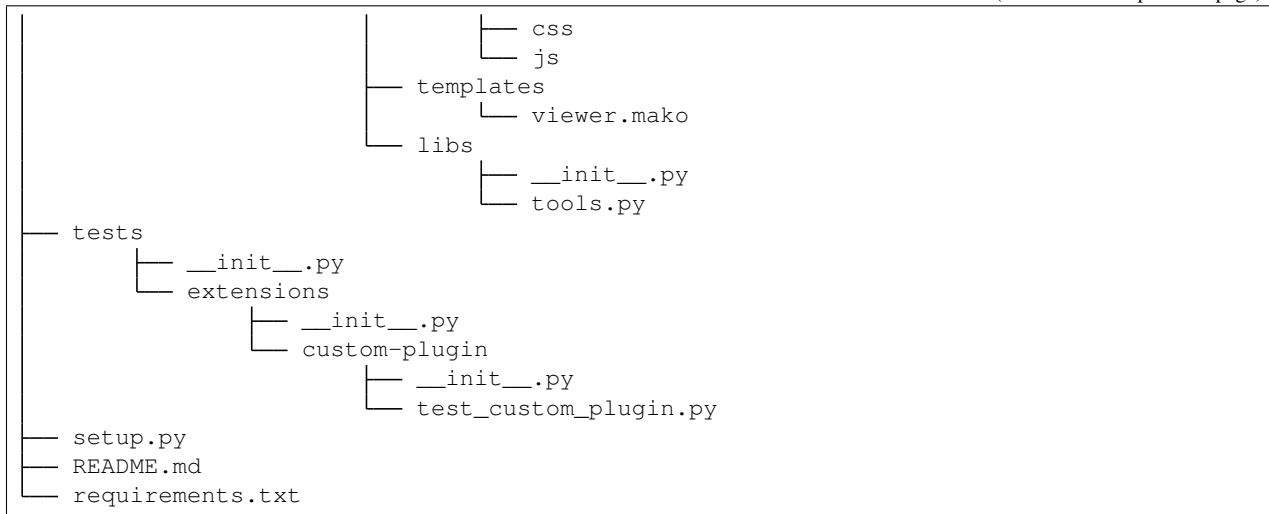 css
js
templates
viewer.mako
libs
__init__.py
tools.py
tests
__init__.py
extensions
__init__.py
custom-plugin
__init__.py
test_custom_plugin.py
setup.py
README.md
requirements.txt